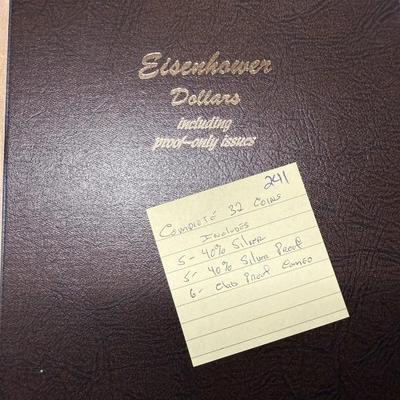 Eisenhower
Dollars
including
proof-only issues
241
COMPLETE 32 COINS
INCLUDES
5 - 40% SILVER
5 - 40% SILVER PROOF
6 - Clad PROOF CAMEO